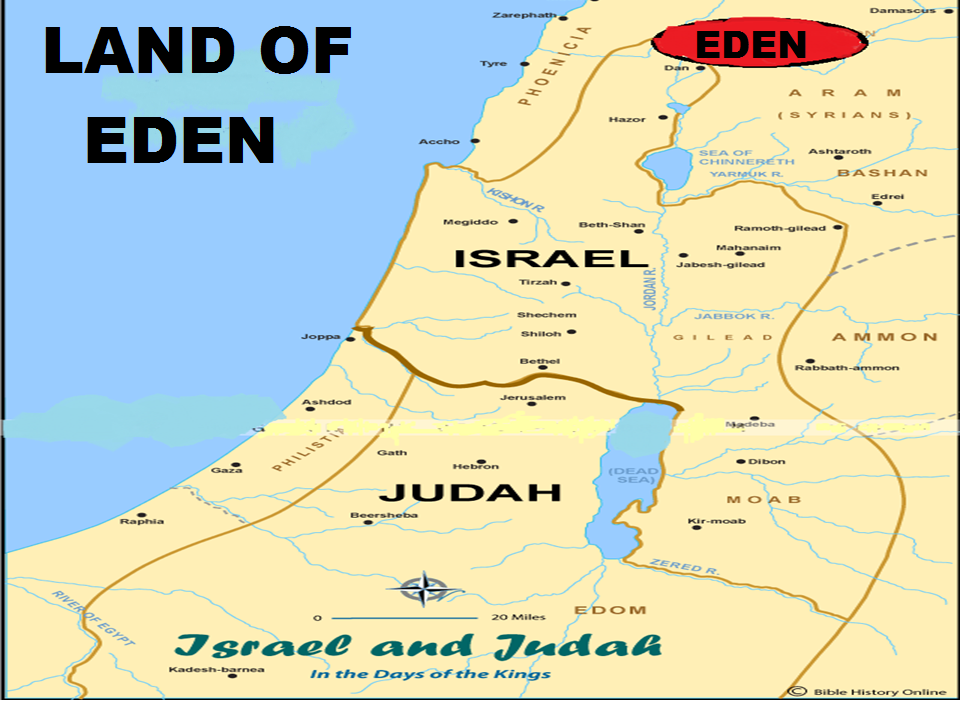 LAND OF
EDEN
EDEN
Damascus
Zarephath
PHOENICIA
Tyre
Dan
ARAM
(SYRIANS)
Hazor
Accho
SEA OF
CHINNERETH
YARMUK R.
Ashtaroth
BASHAN
KISHON R.
Edrei
Megiddo
Beth-Shan
Ramoth-gilead
Mahanaim
ISRAEL
Jabesh-gilead
Tirzah
JORDAN R.
Shechem
JABBOK R.
Joppa
Shiloh
GILEAD
AMMON
Bethel
Rabbath-ammon
Jerusalem
Ashdod
Madeba
PHILISTIA
Gath
Gaza
Hebron
(DEAD
SEA)
Dibon
JUDAH
MOAB
Raphia
Beersheba
Kir-moab
ZERED R.
RIVER OF EGYPT
0
20 Miles
EDOM
Israel and Judah
Kadesh-barnea
In the Days of the Kings
© Bible History Online